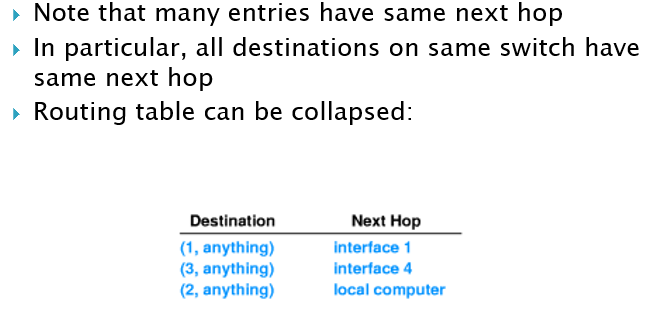 Note that many entries have same next hop
In particular, all destinations on same switch have
same next hop
Routing table can be collapsed:
Destination Next Hop
(1, anything) interface 1
(3, anything) interface 4
(2, anything) local computer